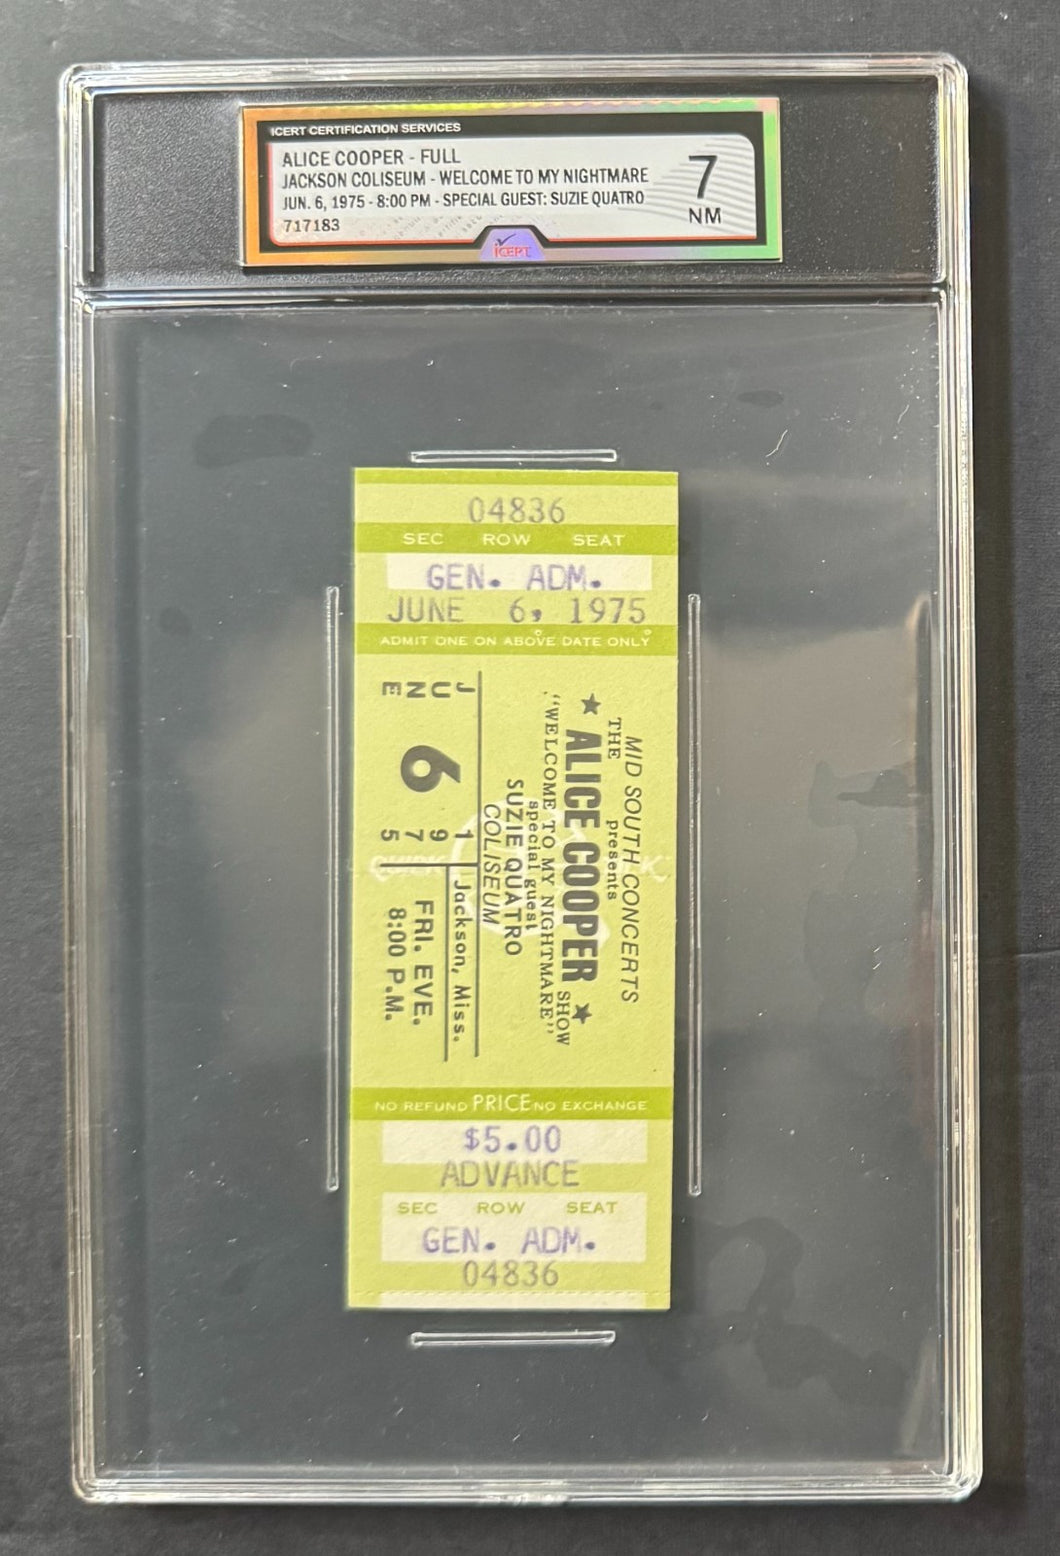 ICERT CERTIFICATION SERVICES
ALICE COOPER - FULL
JACKSON COLISEUM - WELCOME TO MY NIGHTMARE
JUN. 6, 1975 - 8:00 PM - SPECIAL GUEST: SUZIE QUATRO
717183
7
NM
iCERT
04836
SEC ROW SEAT
GEN. ADM.
JUNE 6, 1975
ADMIT ONE ON ABOVE DATE ONLY
MID SOUTH CONCERTS
presents
THE
★ ALICE COOPER ★
SHOW
"WELCOME TO MY NIGHTMARE"
special guest
SUZIE QUATRO
COLISEUM
JUNE
6
1975
Jackson, Miss.
FRI. EVE.
8:00 P.M.
NO REFUND PRICE NO EXCHANGE
$5.00
ADVANCE
SEC ROW SEAT
GEN. ADM.
04836